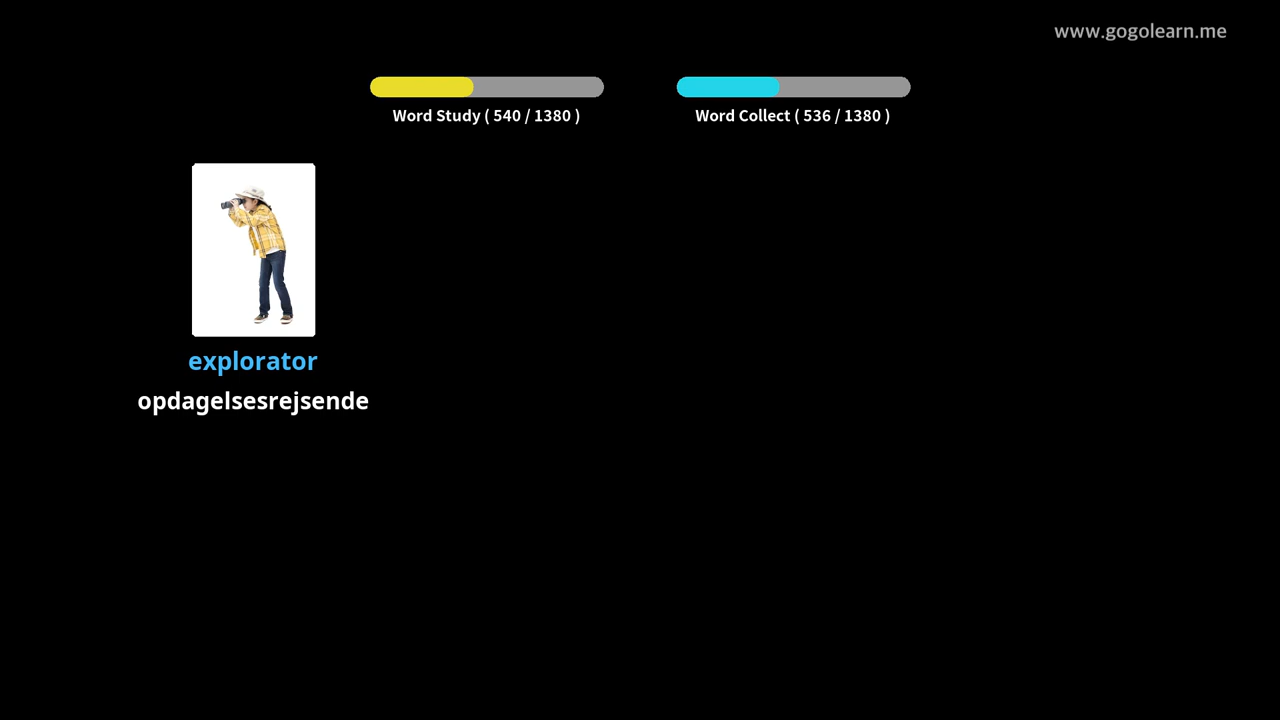 www.gogolearn.me
Word Study ( 540 / 1380 )
Word Collect ( 536 / 1380 )
explorator
opdagelsesrejsende